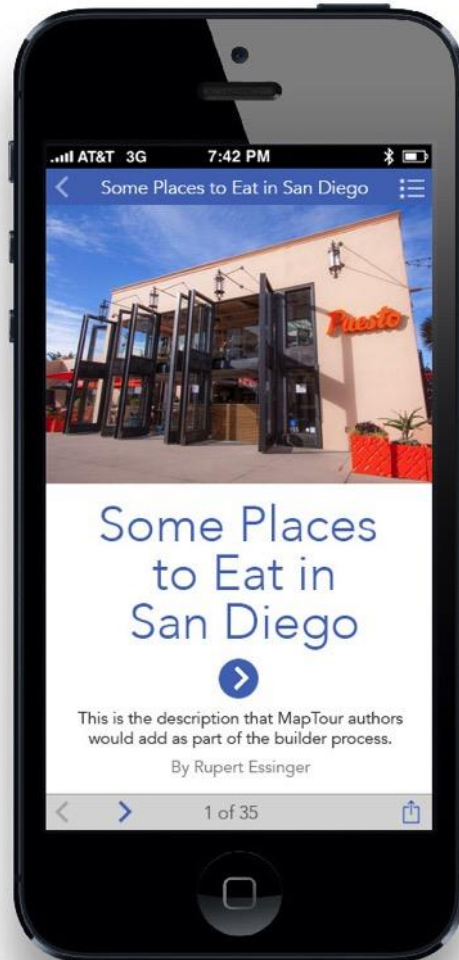 AT&T 3G 7:42 PM
Some Places to Eat in San Diego
Puesto
Some Places
to Eat in
San Diego
This is the description that MapTour authors
would add as part of the builder process.
By Rupert Essinger
1 of 35